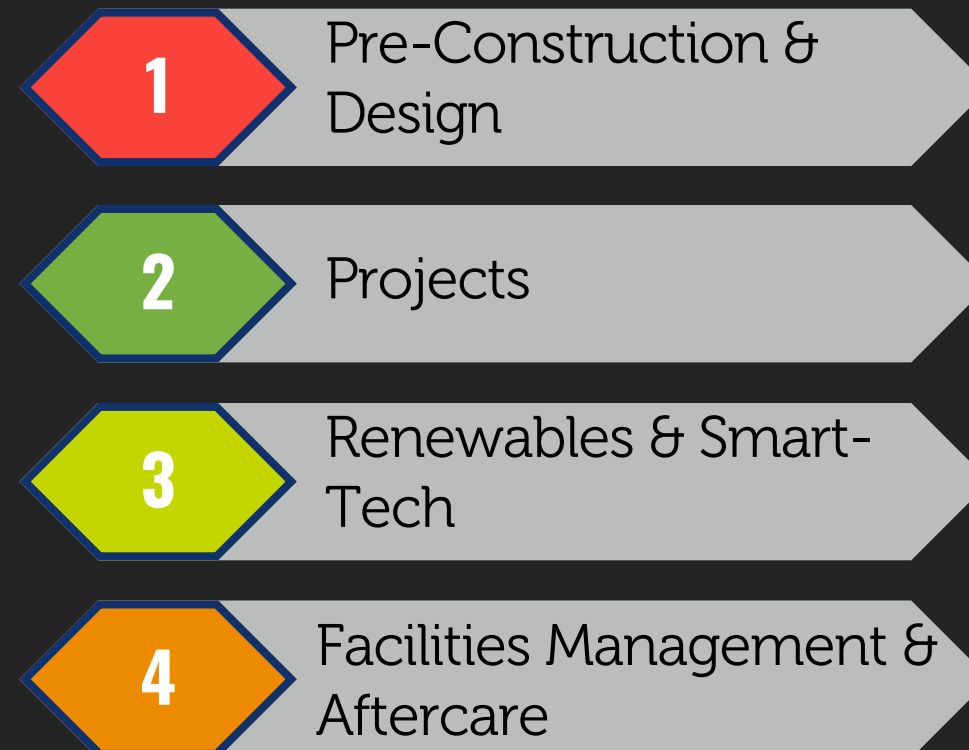 1
Pre-Construction &
Design
2
Projects
3
Renewables & Smart-
Tech
4
Facilities Management &
Aftercare